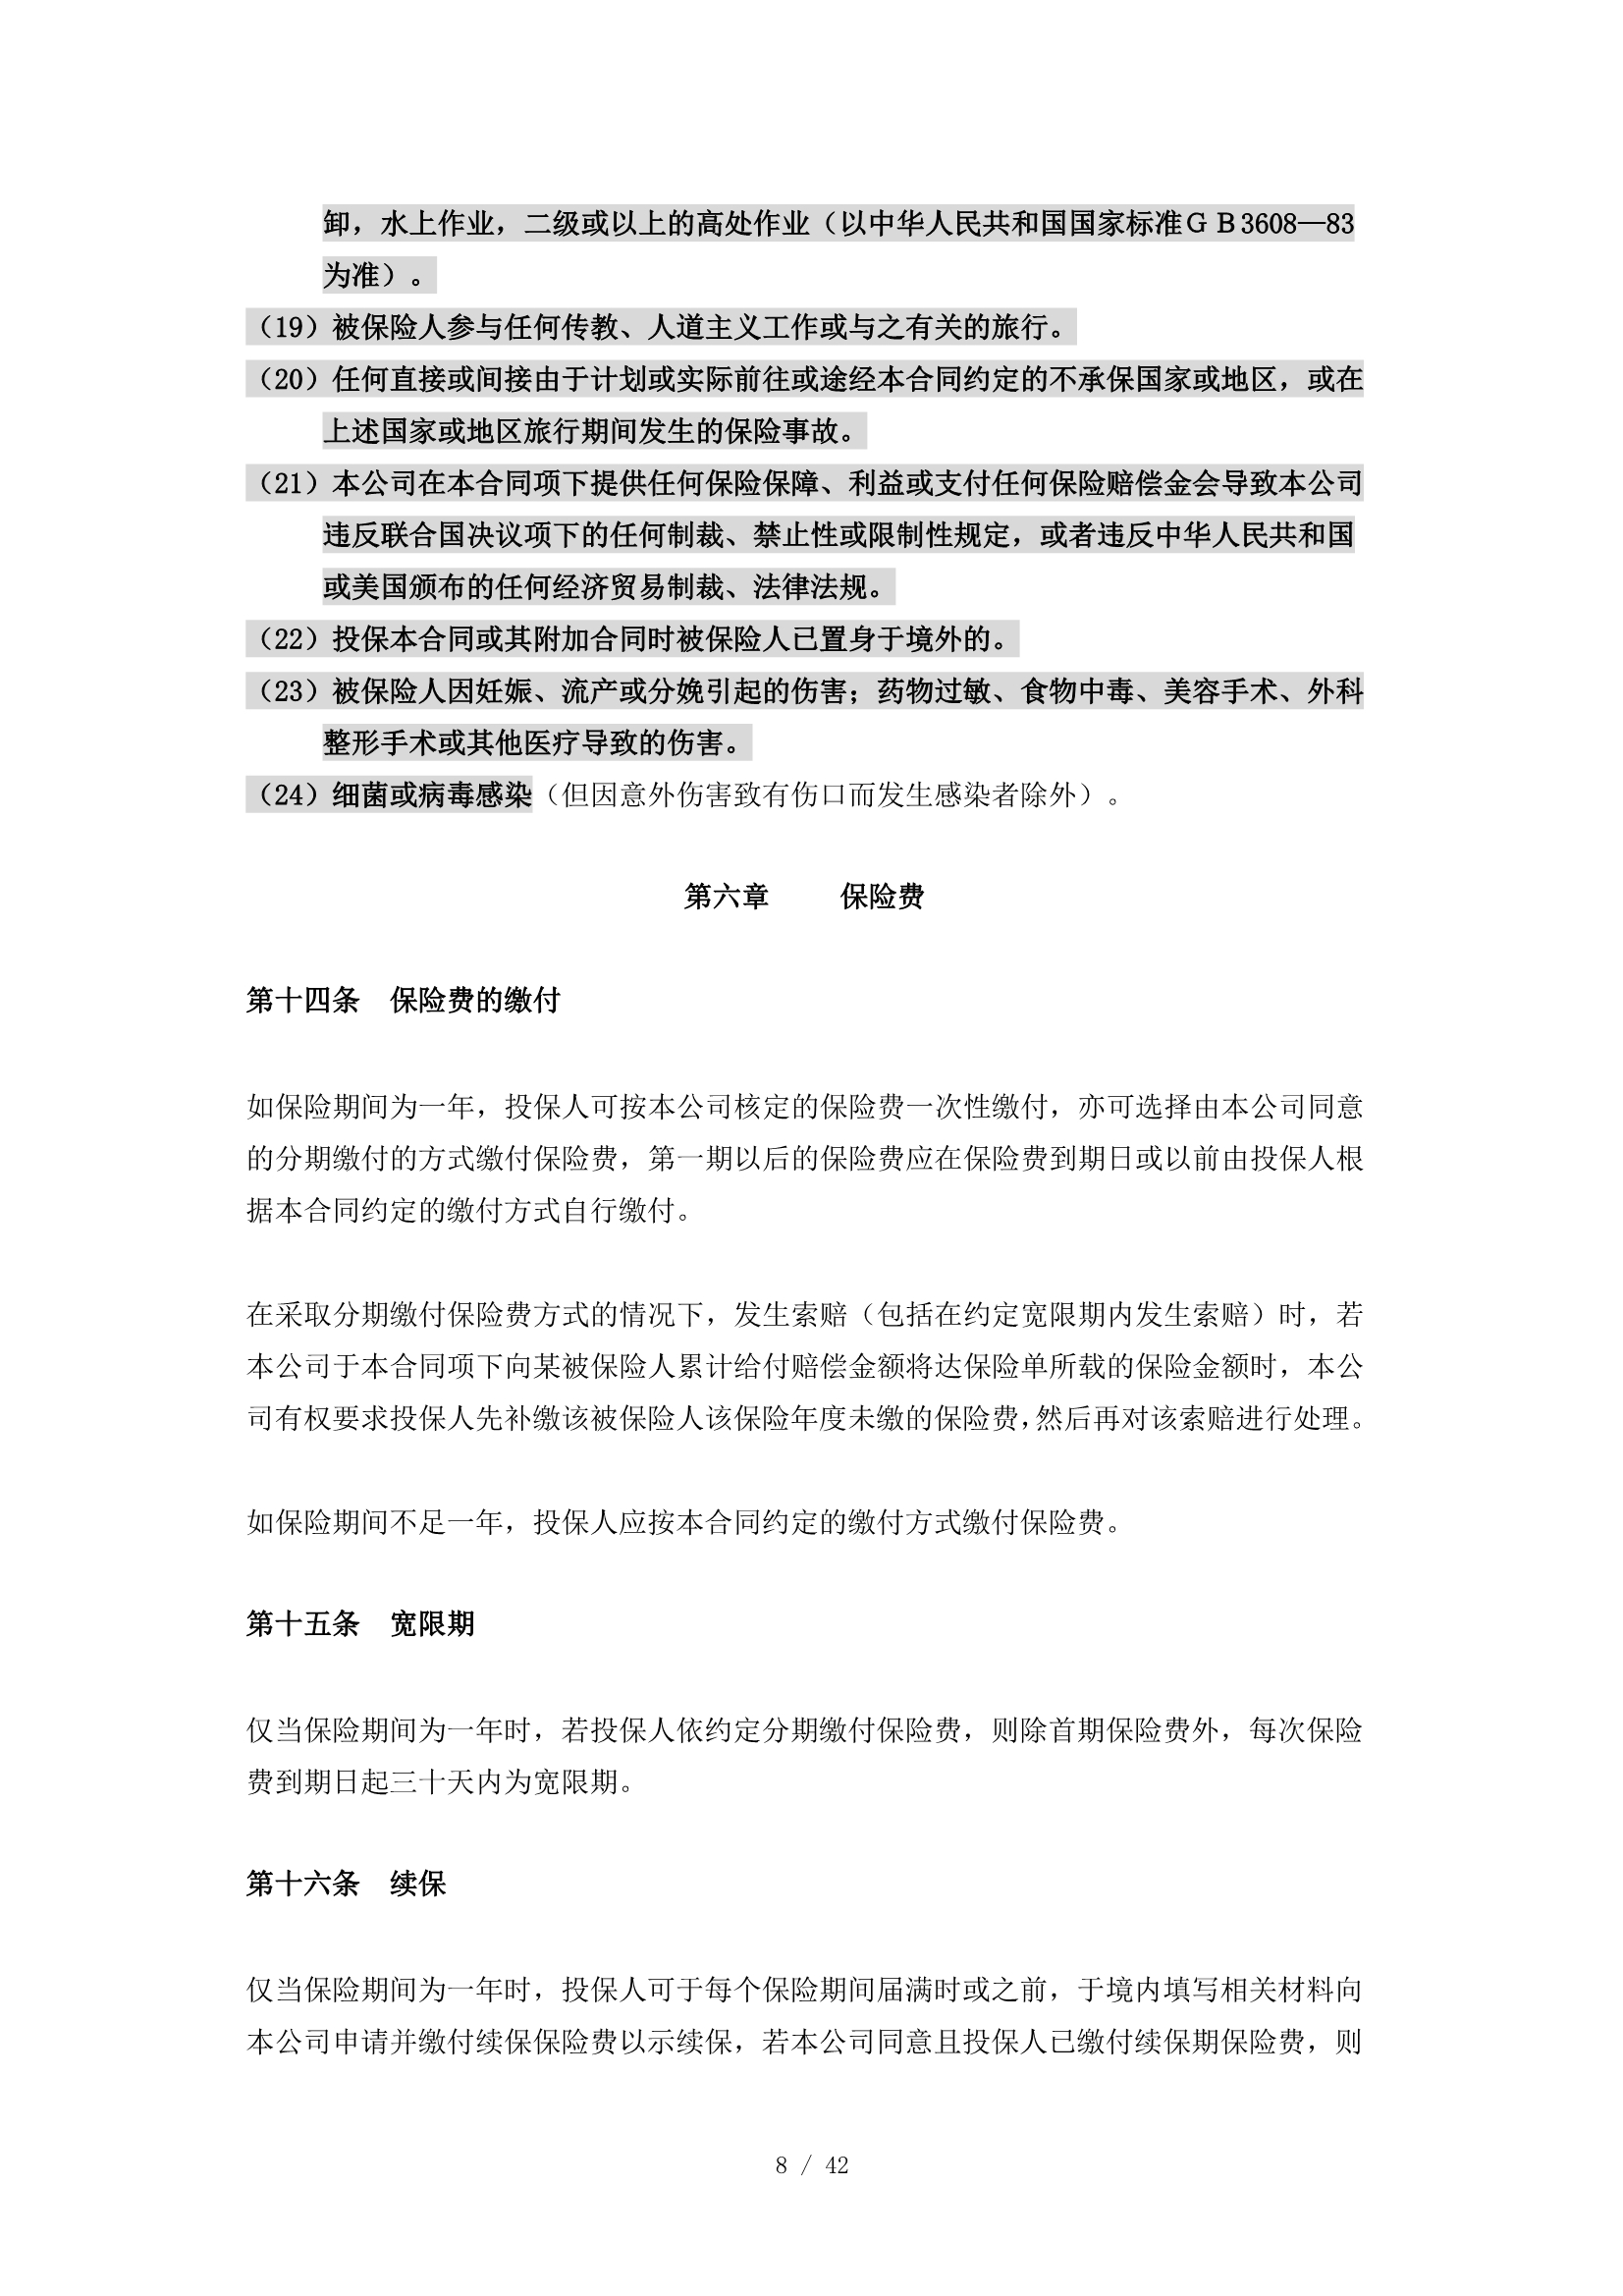 卸，水上作业，二级或以上的高处作业（以中华人民共和国国家标准ＧＢ3608—83
为准）。
（19）被保险人参与任何传教、人道主义工作或与之有关的旅行。
（20）任何直接或间接由于计划或实际前往或途经本合同约定的不承保国家或地区，或在
上述国家或地区旅行期间发生的保险事故。
（21）本公司在本合同项下提供任何保险保障、利益或支付任何保险赔偿金会导致本公司
违反联合国决议项下的任何制裁、禁止性或限制性规定，或者违反中华人民共和国
或美国颁布的任何经济贸易制裁、法律法规。
（22）投保本合同或其附加合同时被保险人已置身于境外的。
（23）被保险人因妊娠、流产或分娩引起的伤害；药物过敏、食物中毒、美容手术、外科
整形手术或其他医疗导致的伤害。
（24）细菌或病毒感染（但因意外伤害致有伤口而发生感染者除外）。
第六章　　保险费
第十四条　保险费的缴付
如保险期间为一年，投保人可按本公司核定的保险费一次性缴付，亦可选择由本公司同意
的分期缴付的方式缴付保险费，第一期以后的保险费应在保险费到期日或以前由投保人根
据本合同约定的缴付方式自行缴付。
在采取分期缴付保险费方式的情况下，发生索赔（包括在约定宽限期内发生索赔）时，若
本公司于本合同项下向某被保险人累计给付赔偿金额将达保险单所载的保险金额时，本公
司有权要求投保人先补缴该被保险人该保险年度未缴的保险费，然后再对该索赔进行处理。
如保险期间不足一年，投保人应按本合同约定的缴付方式缴付保险费。
第十五条　宽限期
仅当保险期间为一年时，若投保人依约定分期缴付保险费，则除首期保险费外，每次保险
费到期日起三十天内为宽限期。
第十六条　续保
仅当保险期间为一年时，投保人可于每个保险期间届满时或之前，于境内填写相关材料向
本公司申请并缴付续保保险费以示续保，若本公司同意且投保人已缴付续保期保险费，则
8 / 42